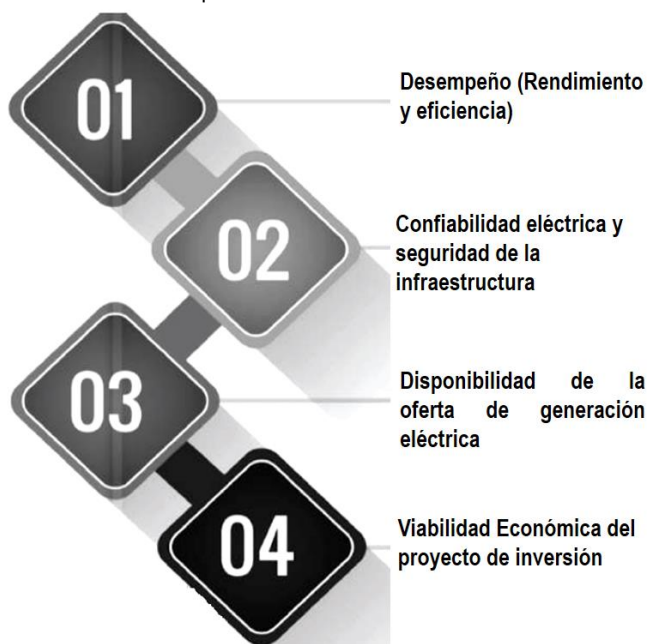 01
Desempeño (Rendimiento
y eficiencia)
02
Confiabilidad eléctrica y
seguridad de la
infraestructura
03
Disponibilidad de la
oferta de generación
eléctrica
04
Viabilidad Económica del
proyecto de inversión